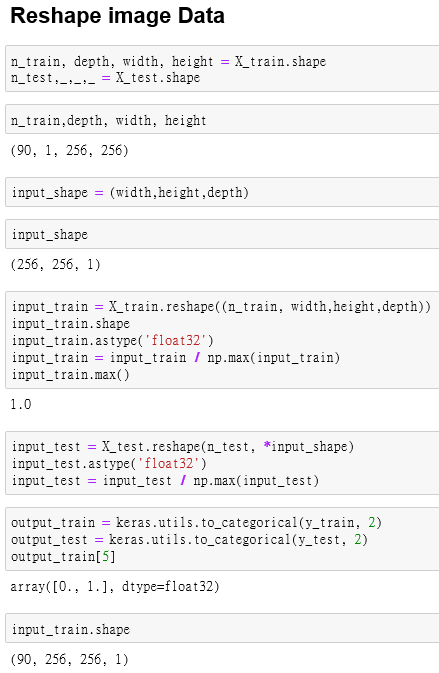 Reshape image Data
n_train, depth, width, height = X_train.shape
n_test,_,_,_ = X_test.shape
n_train,depth, width, height
(90, 1, 256, 256)
input_shape = (width,height,depth)
input_shape
(256, 256, 1)
input_train = X_train.reshape((n_train, width,height,depth))
input_train.shape
input_train.astype('float32')
input_train = input_train / np.max(input_train)
input_train.max()
1.0
input_test = X_test.reshape(n_test, *input_shape)
input_test.astype('float32')
input_test = input_test / np.max(input_test)
output_train = keras.utils.to_categorical(y_train, 2)
output_test = keras.utils.to_categorical(y_test, 2)
output_train[5]
array([0., 1.], dtype=float32)
input_train.shape
(90, 256, 256, 1)